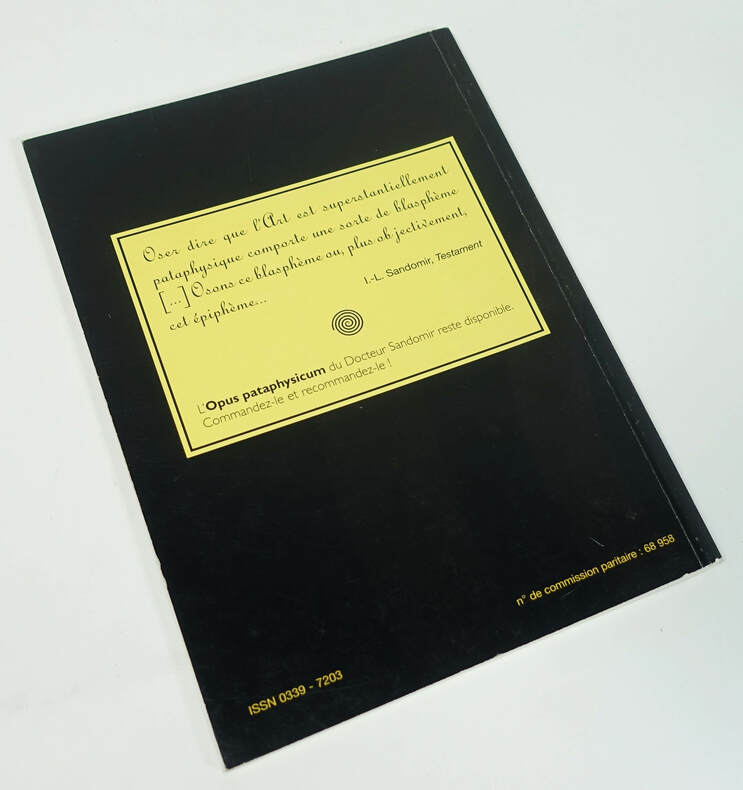 Oser dire que l'Art est superstantiellement
pataphysique comporte une sorte de blasphème
[...] Osons ce blasphème ou, plus ob jectivement,
cet épiphème...
I.-L. Sandomir, Testament
L'Opus pataphysicum du Docteur Sandomir reste disponible.
Commandez-le et recommandez-le !
n° de commission paritaire : 68 958
ISSN 0339 - 7203